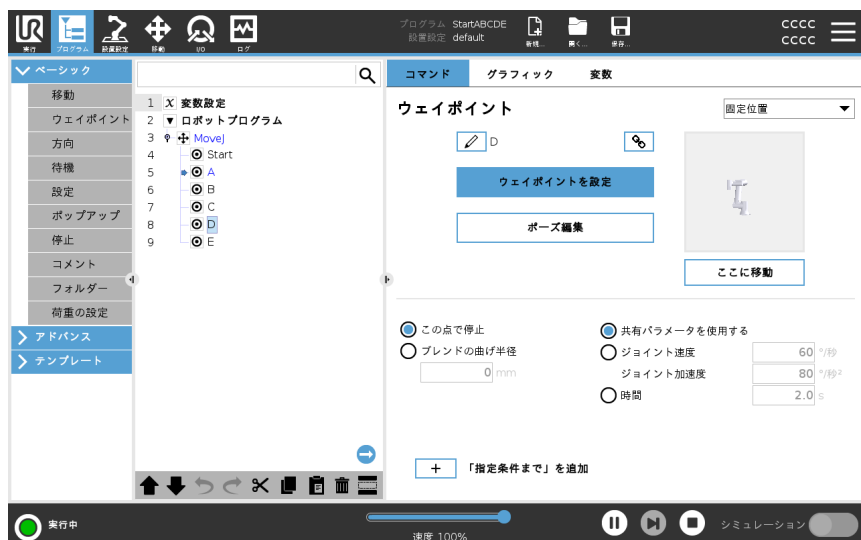 UR
実行
プログラム
設置設定
移動
I/O
ログ
プログラム StartABCDE
設置設定 default
新規...
開く...
保存...
CCCC
CCCC
ベーシック
移動
ウェイポイント
方向
待機
設定
ポップアップ
停止
コメント
フォルダー
荷重の設定
アドバンス
テンプレート
1 X 変数設定
2 ▼ ロボットプログラム
3 MoveJ
4 Start
5 A
6 B
7 C
8 D
9 E
コマンド グラフィック 変数
ウェイポイント
固定位置
D
ウェイポイントを設定
ポーズ編集
ここに移動
この点で停止
ブレンドの曲げ半径
0 mm
共有パラメータを使用する
ジョイント速度 60 °/秒
ジョイント加速度 80 °/秒²
時間 2.0 s
+ 「指定条件まで」を追加
実行中
速度 100%
シミュレーション